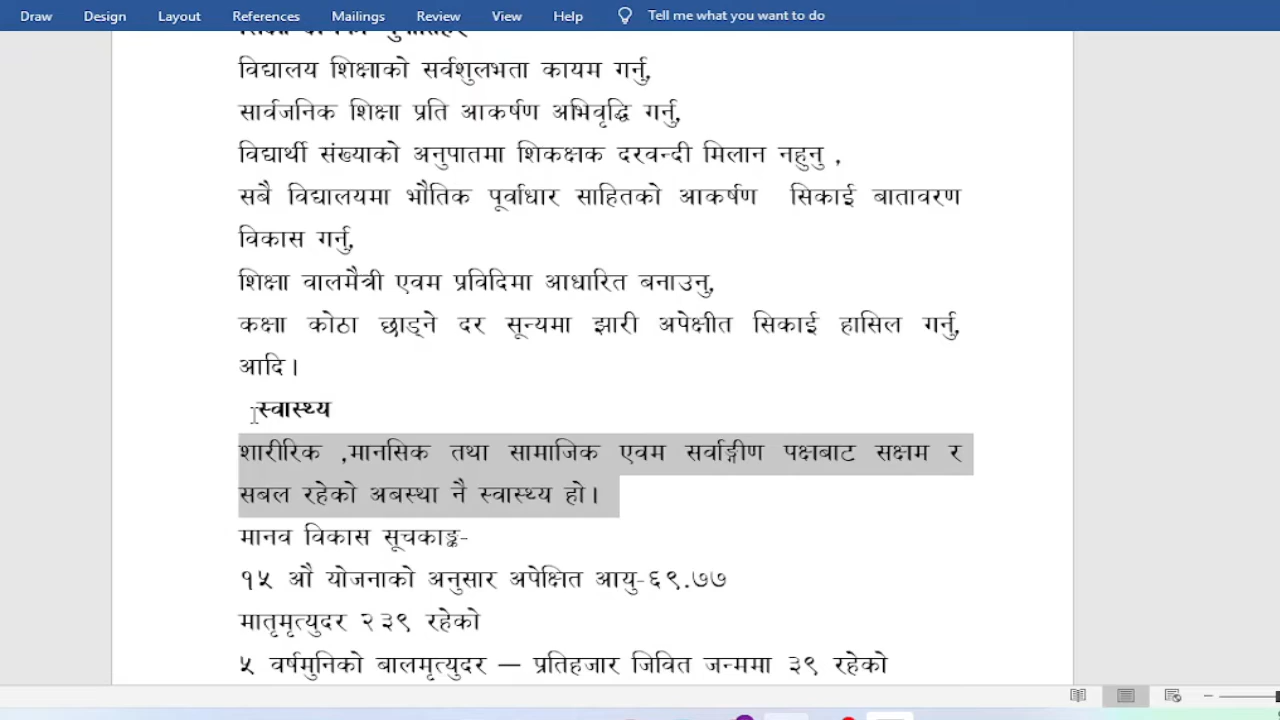 Draw Design Layout References Mailings Review View Help Tell me what you want to do
विद्यालय शिक्षाको सर्वशुलभता कायम गर्नु,
सार्वजनिक शिक्षा प्रति आकर्षण अभिवृद्धि गर्नु,
विद्यार्थी संख्याको अनुपातमा शिकक्षक दरवन्दी मिलान नहुनु ,
सबै विद्यालयमा भौतिक पूर्वाधार साहितको आकर्षण सिकाई बातावरण
विकास गर्नु,
शिक्षा वालमैत्री एवम प्रविदिमा आधारित बनाउनु,
कक्षा कोठा छाड्ने दर सून्यमा झारी अपेक्षीत सिकाई हासिल गर्नु,
आदि।
स्वास्थ्य
शारीरिक ,मानसिक तथा सामाजिक एवम सर्वाङ्गीण पक्षबाट सक्षम र
सबल रहेको अबस्था नै स्वास्थ्य हो।
मानव विकास सूचकाङ्क-
१५ औ योजनाको अनुसार अपेक्षित आयु-६९.७७
मातृमृत्युदर २३९ रहेको
५ वर्षमुनिको बालमृत्युदर — प्रतिहजार जिवित जन्ममा ३९ रहेको